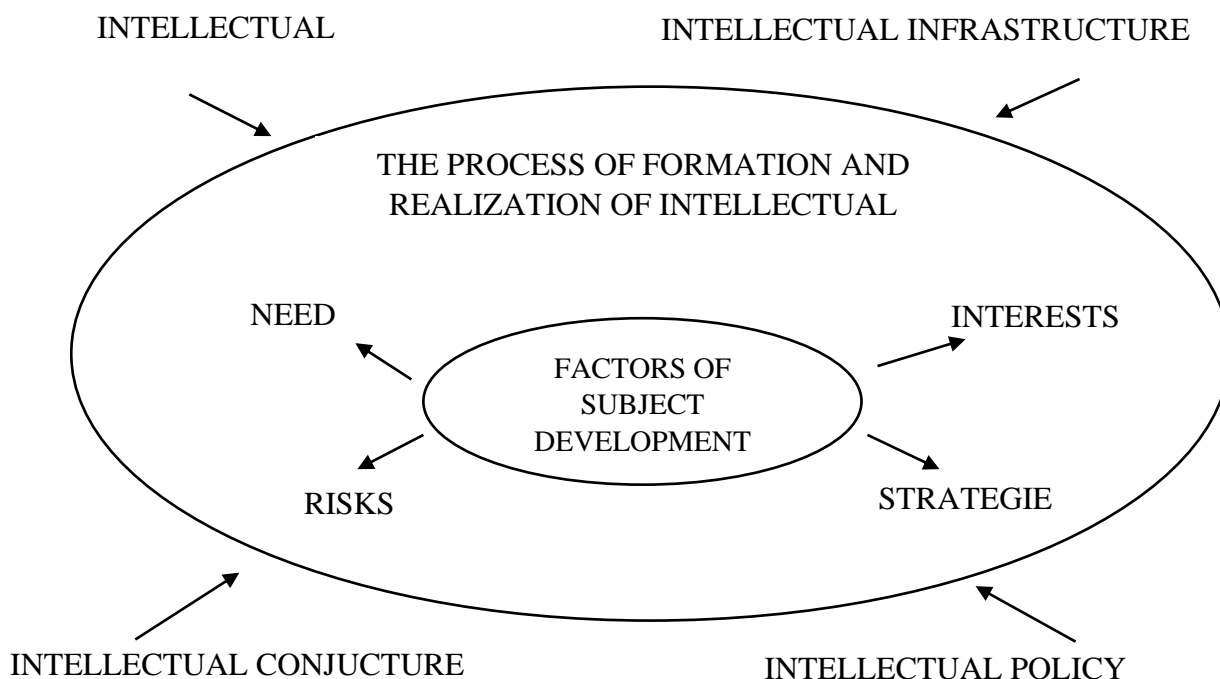 INTELLECTUAL
INTELLECTUAL INFRASTRUCTURE
THE PROCESS OF FORMATION AND
REALIZATION OF INTELLECTUAL
NEED
INTERESTS
FACTORS OF
SUBJECT
DEVELOPMENT
RISKS
STRATEGIE
INTELLECTUAL CONJUCTURE
INTELLECTUAL POLICY